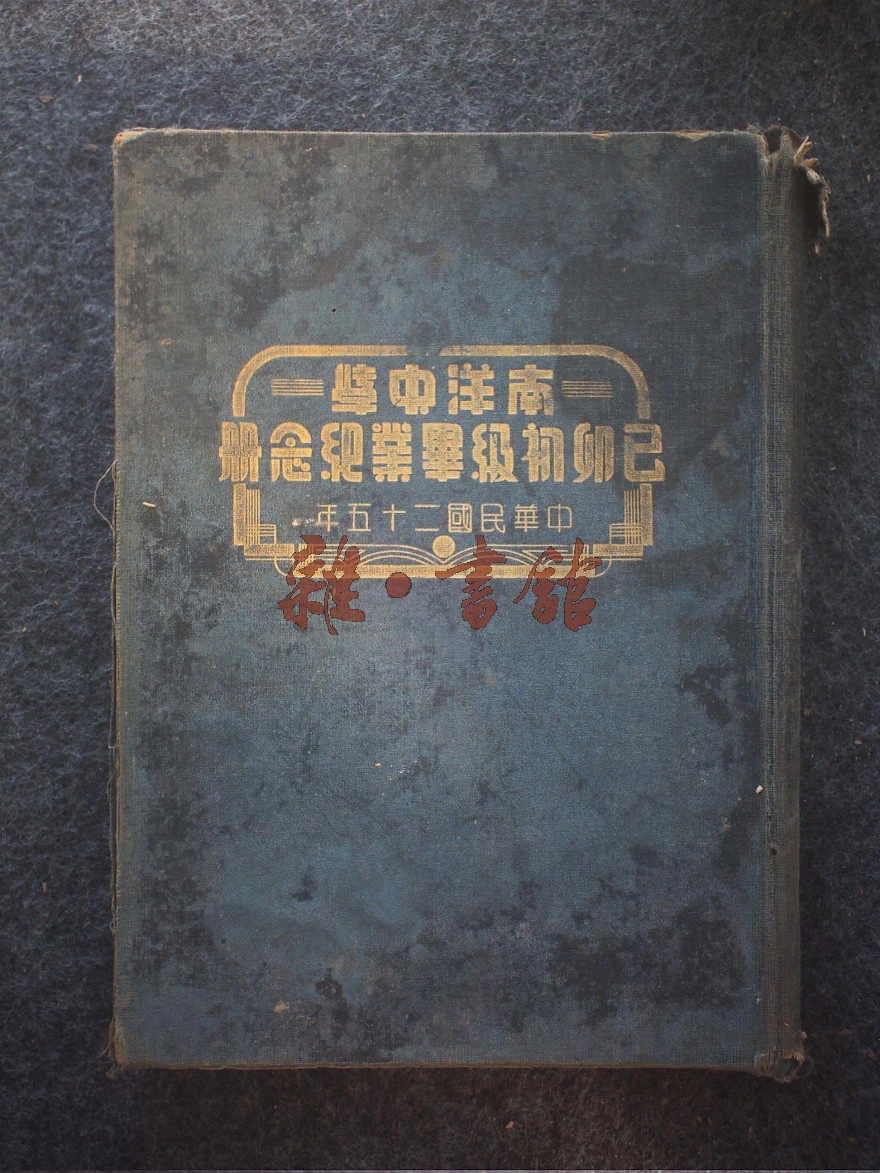 南洋中學
己卯初級畢業紀念册
中華民國二十五年
雜·書館